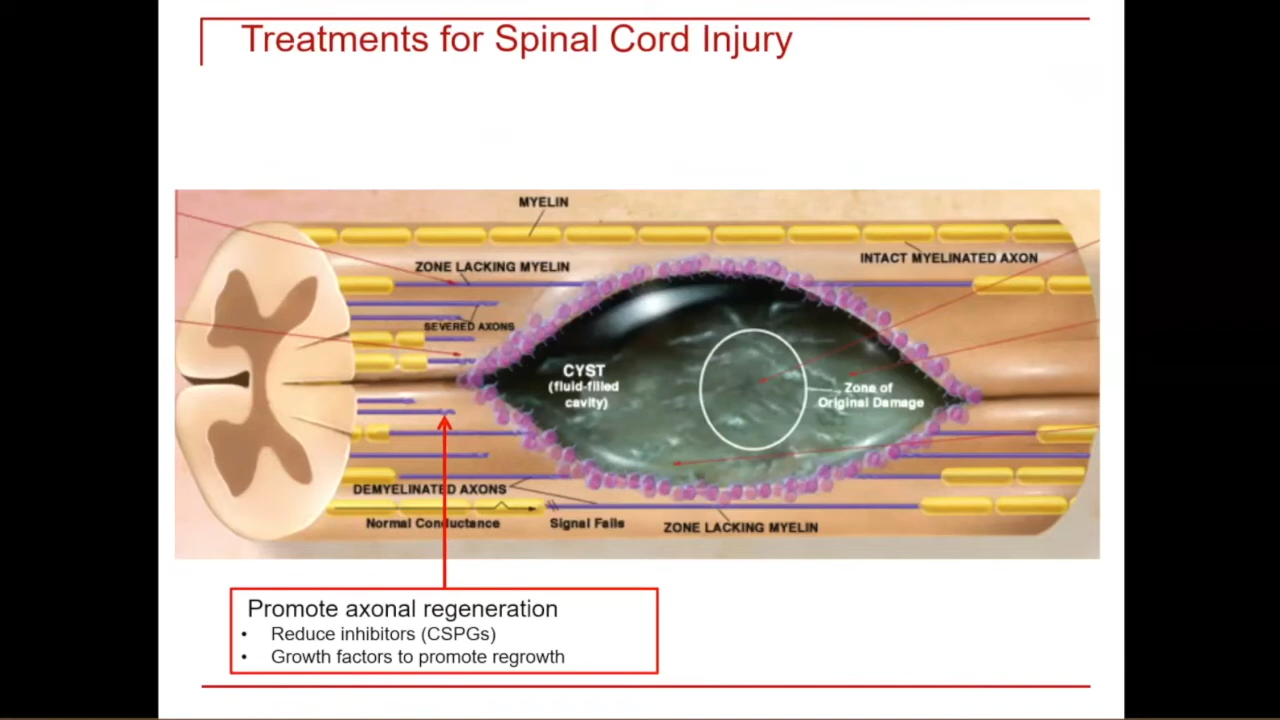 Treatments for Spinal Cord Injury
MYELIN
INTACT MYELINATED AXON
ZONE LACKING MYELIN
SEVERED AXONS
CYST
(fluid-filled
cavity)
Zone of
Original Damage
DEMYELINATED AXONS
Normal Conductance
Signal Fails
ZONE LACKING MYELIN
Promote axonal regeneration
• Reduce inhibitors (CSPGs)
• Growth factors to promote regrowth